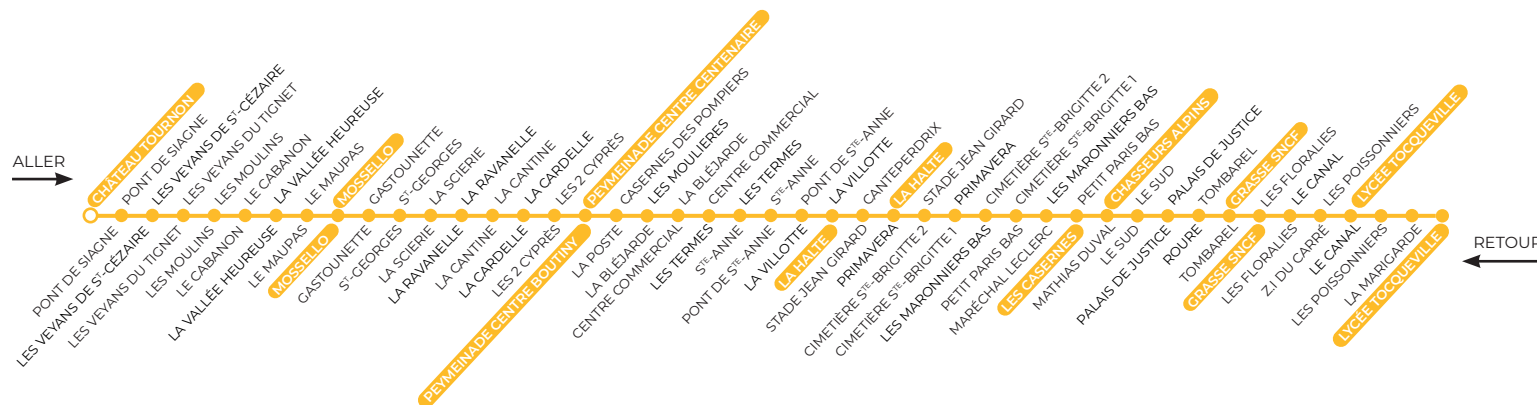 ALLER
CHÂTEAU TOURNON
PONT DE SIAGNE
LES VEYANS DE ST-CÉZAIRE
LES VEYANS DU TIGNET
LES MOULINS
LE CABANON
LA VALLÉE HEUREUSE
LE MAUPAS
MOSSELLO
GASTOUNETTE
ST-GEORGES
LA SCIERIE
LA RAVANELLE
LA CANTINE
LA CARDELLE
LES 2 CYPRÈS
PEYMEINADE CENTRE CENTENAIRE
CASERNES DES POMPIERS
LES MOULIERES
LA BLÉJARDE
CENTRE COMMERCIAL
LES TERMES
STE-ANNE
PONT DE STE-ANNE
LA VILLOTTE
CANTEPERDRIX
LA HALTE
STADE JEAN GIRARD
PRIMAVERA
CIMETIÈRE STE-BRIGITTE 2
CIMETIÈRE STE-BRIGITTE 1
LES MARONNIERS BAS
PETIT PARIS BAS
CHASSEURS ALPINS
LE SUD
PALAIS DE JUSTICE
TOMBAREL
GRASSE SNCF
LES FLORALIES
LE CANAL
LES POISSONNIERS
LYCÉE TOCQUEVILLE
RETOUR
PONT DE SIAGNE
LES VEYANS DE ST-CÉZAIRE
LES VEYANS DU TIGNET
LES MOULINS
LE CABANON
LA VALLÉE HEUREUSE
LE MAUPAS
MOSSELLO
GASTOUNETTE
ST-GEORGES
LA SCIERIE
LA RAVANELLE
LA CANTINE
LA CARDELLE
LES 2 CYPRÈS
PEYMEINADE CENTRE BOUTINY
LA POSTE
LA BLÉJARDE
CENTRE COMMERCIAL
LES TERMES
STE-ANNE
PONT DE STE-ANNE
LA VILLOTTE
LA HALTE
STADE JEAN GIRARD
PRIMAVERA
CIMETIÈRE STE-BRIGITTE 2
CIMETIÈRE STE-BRIGITTE 1
LES MARONNIERS BAS
PETIT PARIS BAS
MARÉCHAL LECLERC
LES CASERNES
MATHIAS DUVAL
LE SUD
PALAIS DE JUSTICE
ROURE
TOMBAREL
GRASSE SNCF
LES FLORALIES
ZI DU CARRÉ
LE CANAL
LES POISSONNIERS
LA MARIGARDE
LYCÉE TOCQUEVILLE